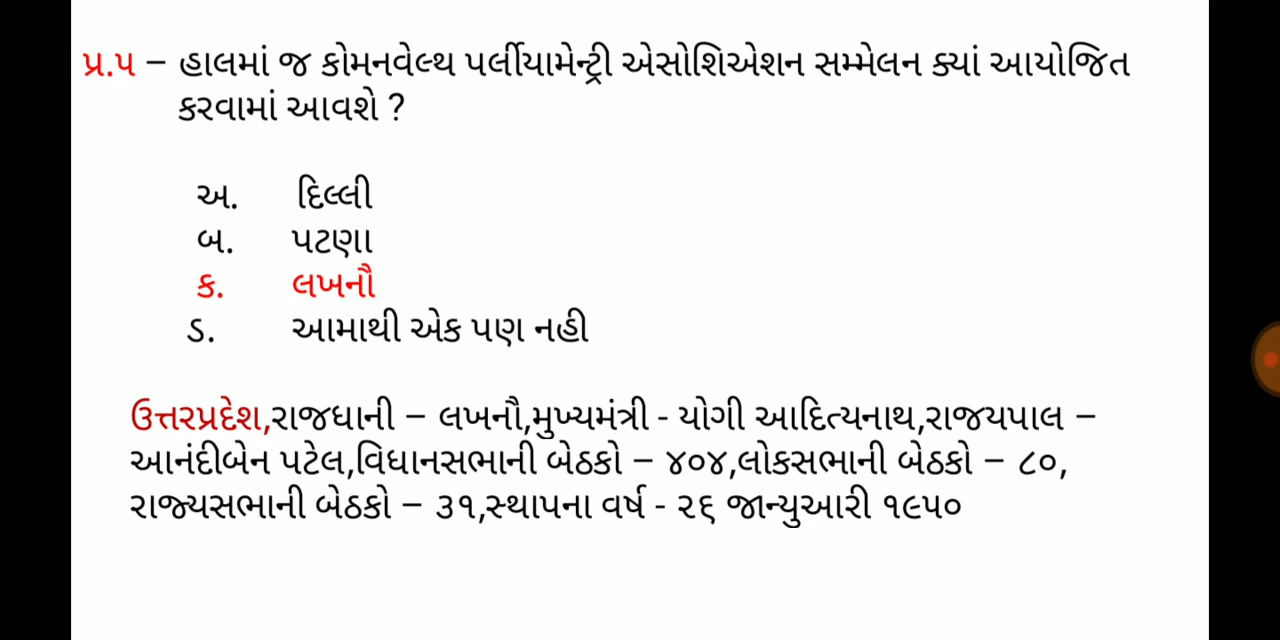 પ્ર.૫ – હાલમાં જ કોમનવેલ્થ પર્લીયામેન્ટ્રી એસોશિએશન સમ્મેલન ક્યાં આયોજિત
કરવામાં આવશે ?
અ. દિલ્લી
બ. પટણા
ક. લખનૌ
ડ. આમાથી એક પણ નહી
ઉત્તરપ્રદેશ,રાજધાની – લખનૌ,મુખ્યમંત્રી - યોગી આદિત્યનાથ,રાજયપાલ –
આનંદીબેન પટેલ,વિધાનસભાની બેઠકો – ૪૦૪,લોકસભાની બેઠકો – ૮૦,
રાજ્યસભાની બેઠકો – ૩૧,સ્થાપના વર્ષ - ૨૬ જાન્યુઆરી ૧૯૫૦